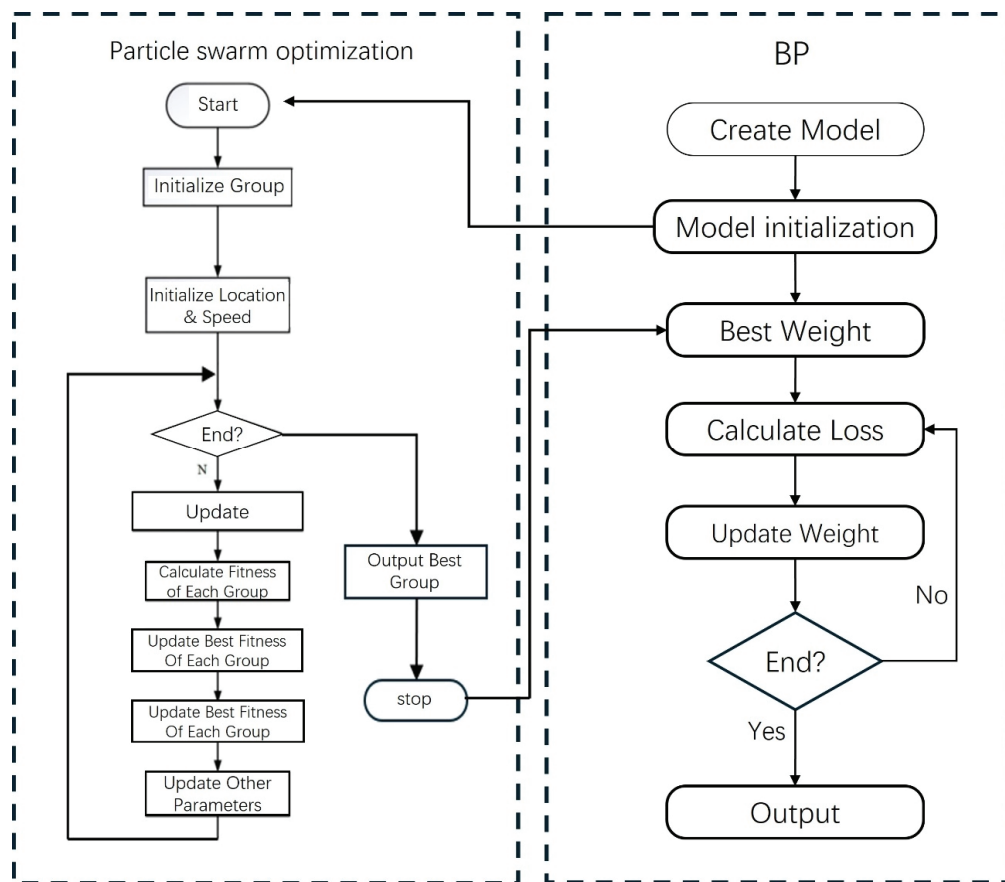 Particle swarm optimization
Start
Initialize Group
Initialize Location
& Speed
End?
N
Update
Calculate Fitness
of Each Group
Update Best Fitness
Of Each Group
Update Best Fitness
Of Each Group
Update Other
Parameters
Output Best
Group
stop
BP
Create Model
Model initialization
Best Weight
Calculate Loss
Update Weight
No
End?
Yes
Output